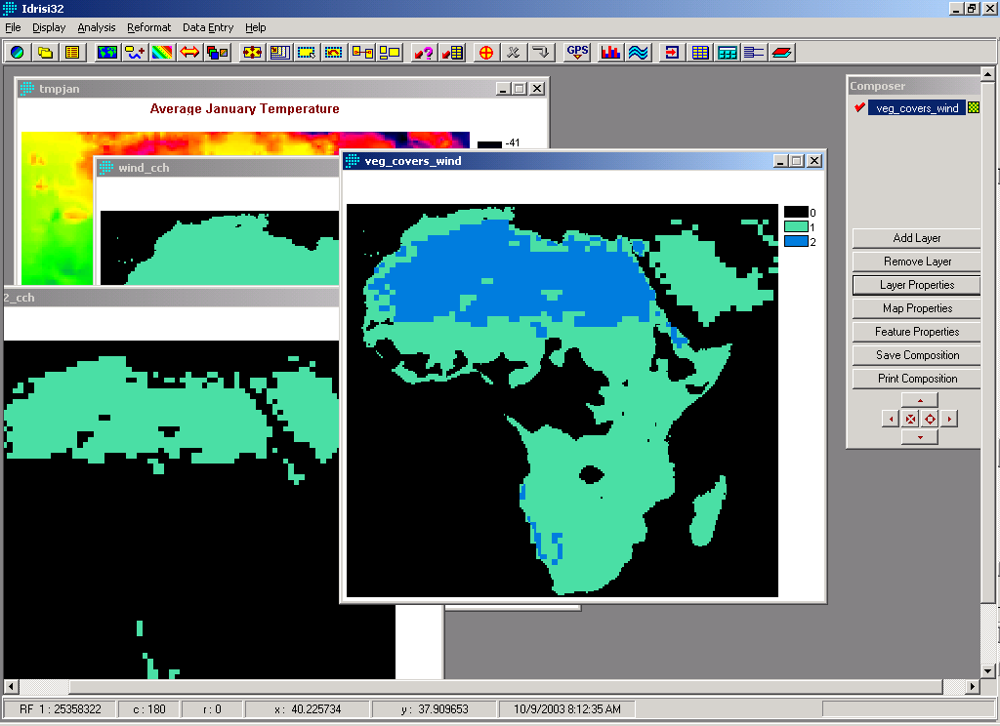 Idrisi32
File Display Analysis Reformat Data Entry Help
GPS
tmpjan
Average January Temperature
-41
wind_cch
2_cch
veg_covers_wind
0
1
2
Composer
veg_covers_wind
Add Layer
Remove Layer
Layer Properties
Map Properties
Feature Properties
Save Composition
Print Composition
RF 1 : 25358322 c : 180 r : 0 x : 40.225734 y : 37.909653 10/9/2003 8:12:35 AM